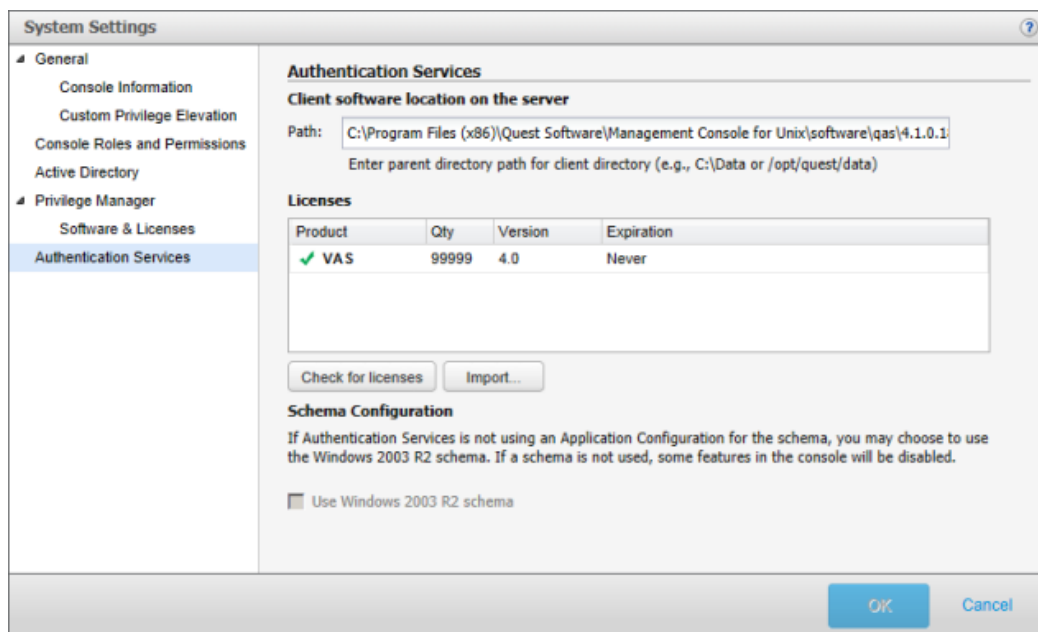 System Settings
?
General
Console Information
Custom Privilege Elevation
Console Roles and Permissions
Active Directory
Privilege Manager
Software & Licenses
Authentication Services
Authentication Services
Client software location on the server
Path: C:\Program Files (x86)\Quest Software\Management Console for Unix\software\qas\4.1.0.1
Enter parent directory path for client directory (e.g., C:\Data or /opt/quest/data)
Licenses
Product Qty Version Expiration
VAS 99999 4.0 Never
Check for licenses Import...
Schema Configuration
If Authentication Services is not using an Application Configuration for the schema, you may choose to use
the Windows 2003 R2 schema. If a schema is not used, some features in the console will be disabled.
Use Windows 2003 R2 schema
OK Cancel